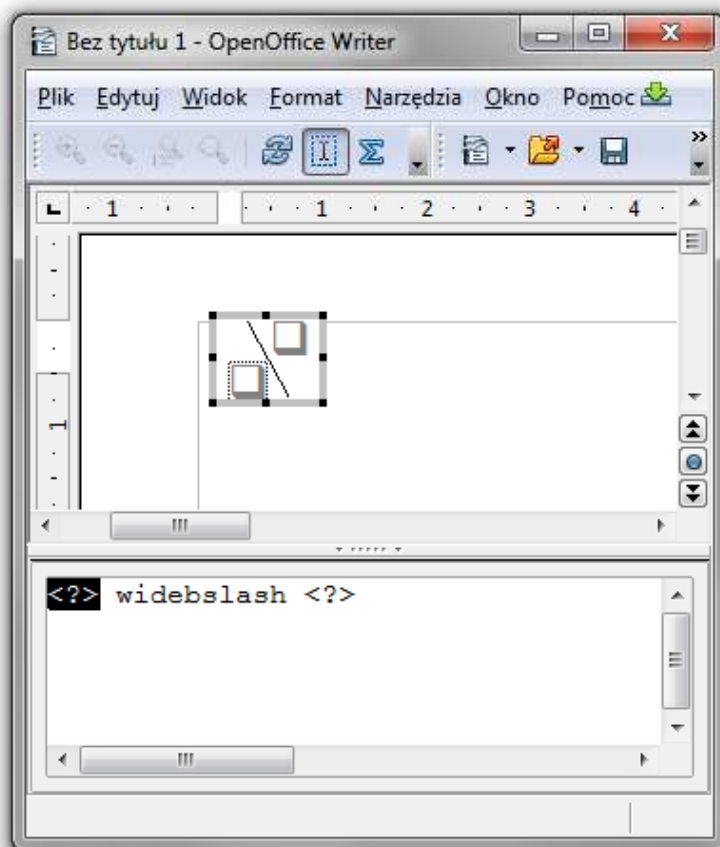 Bez tytułu 1 - OpenOffice Writer
Plik Edytuj Widok Format Narzędzia Okno Pomoc
1 1 2 3 4
1
<?> widebslash <?>